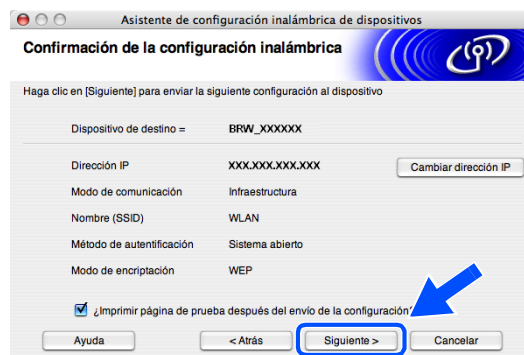 Asistente de configuración inalámbrica de dispositivos
Confirmación de la configuración inalámbrica
Haga clic en [Siguiente] para enviar la siguiente configuración al dispositivo
Dispositivo de destino = BRW_XXXXXX
Dirección IP XXX.XXX.XXX.XXX Cambiar dirección IP
Modo de comunicación Infraestructura
Nombre (SSID) WLAN
Método de autentificación Sistema abierto
Modo de encriptación WEP
¿Imprimir página de prueba después del envío de la configuración?
Ayuda < Atrás Siguiente > Cancelar